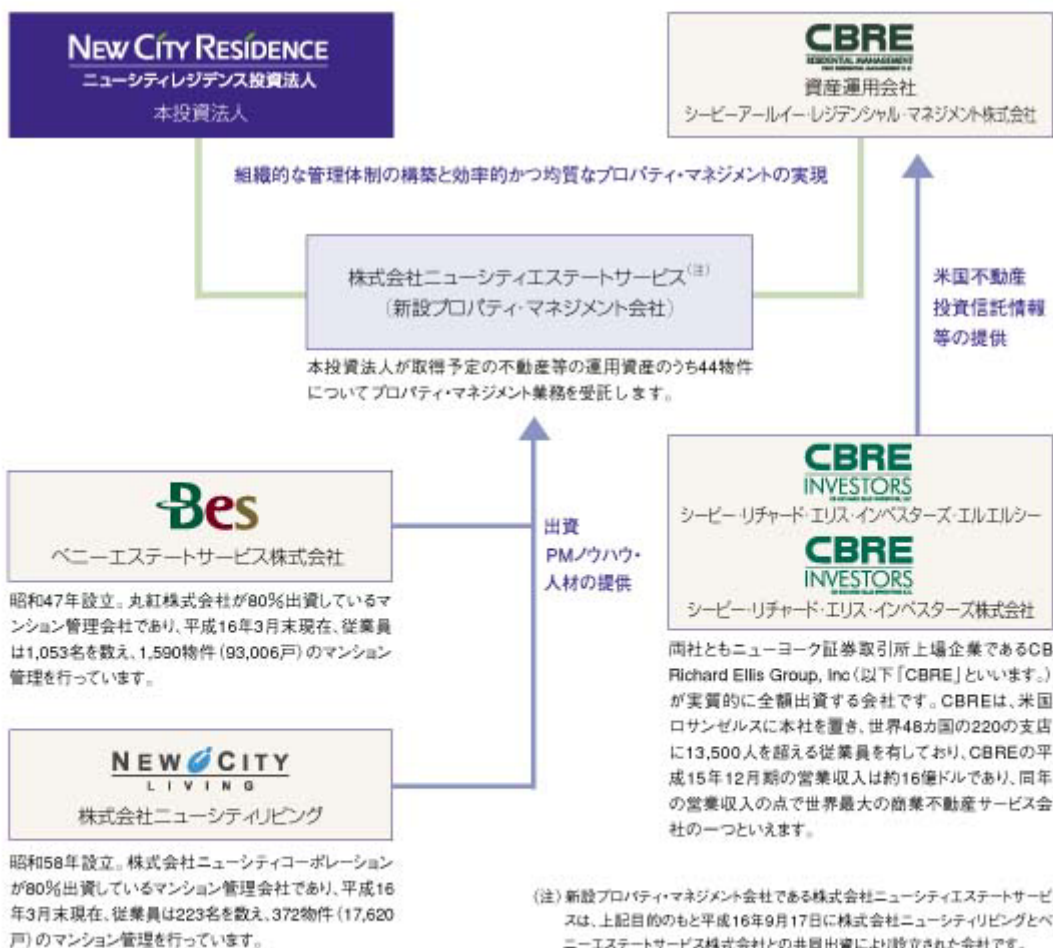 NEW CITY RESIDENCE
ニューシティレジデンス投資法人
本投資法人
CBRE
RESIDENTIAL MANAGEMENT
資産運用会社
シービーアールイー・レジデンシャル・マネジメント株式会社
組織的な管理体制の構築と効率的かつ均質なプロパティ・マネジメントの実現
株式会社ニューシティエステートサービス(注)
(新設プロパティ・マネジメント会社)
米国不動産
投資信託情報
等の提供
本投資法人が取得予定の不動産等の運用資産のうち44物件
についてプロパティ・マネジメント業務を受託します。
Bes
ベニーエステートサービス株式会社
出資
PMノウハウ・
人材の提供
昭和47年設立。丸紅株式会社が80%出資しているマ
ンション管理会社であり、平成16年3月末現在、従業員
は1,053名を数え、1,590物件(93,006戸)のマンション
管理を行っています。
NEW CITY
LIVING
株式会社ニューシティリビング
昭和58年設立。株式会社ニューシティコーポレーション
が80%出資しているマンション管理会社であり、平成16
年3月末現在、従業員は223名を数え、372物件(17,620
戸)のマンション管理を行っています。
CBRE
INVESTORS
シービー・リチャード・エリス・インベスターズ・エルエルシー
CBRE
INVESTORS
シービー・リチャード・エリス・インベスターズ株式会社
両社ともニューヨーク証券取引所上場企業であるCB
Richard Ellis Group, Inc(以下「CBRE」といいます。)
が実質的に全額出資する会社です。CBREは、米国
ロサンゼルスに本社を置き、世界48カ国の220の支店
に13,500人を超える従業員を有しており、CBREの平
成15年12月期の営業収入は約16億ドルであり、同年
の営業収入の点で世界最大の商業不動産サービス会
社の一つといえます。
(注)新設プロパティ・マネジメント会社である株式会社ニューシティエステートサービ
スは、上記目的のもと平成16年9月17日に株式会社ニューシティリビングとベ
ニーエステートサービス株式会社との共同出資により設立された会社です。